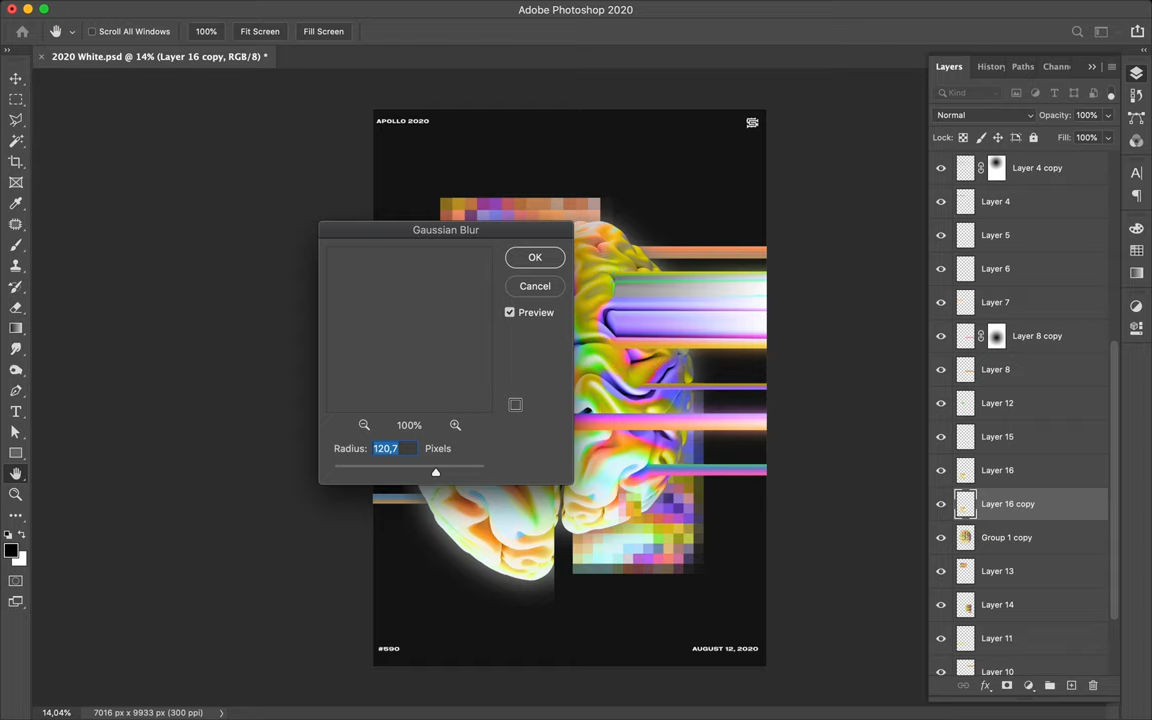 Adobe Photoshop 2020
Scroll All Windows
100%
Fit Screen
Fill Screen
2020 White.psd @ 14% (Layer 16 copy, RGB/8) *
Layers
History
Paths
Chann
Kind
Normal
Opacity: 100%
Lock:
Fill: 100%
Layer 4 copy
Layer 4
Layer 5
Layer 6
Layer 7
Layer 8 copy
Layer 8
Layer 12
Layer 15
Layer 16
Layer 16 copy
Group 1 copy
Layer 13
Layer 14
Layer 11
Layer 10
fx
APOLLO 2020
Gaussian Blur
OK
Cancel
Preview
100%
Radius: 120,7 Pixels
#590
AUGUST 12, 2020
14,04%
7016 px x 9933 px (300 ppi)